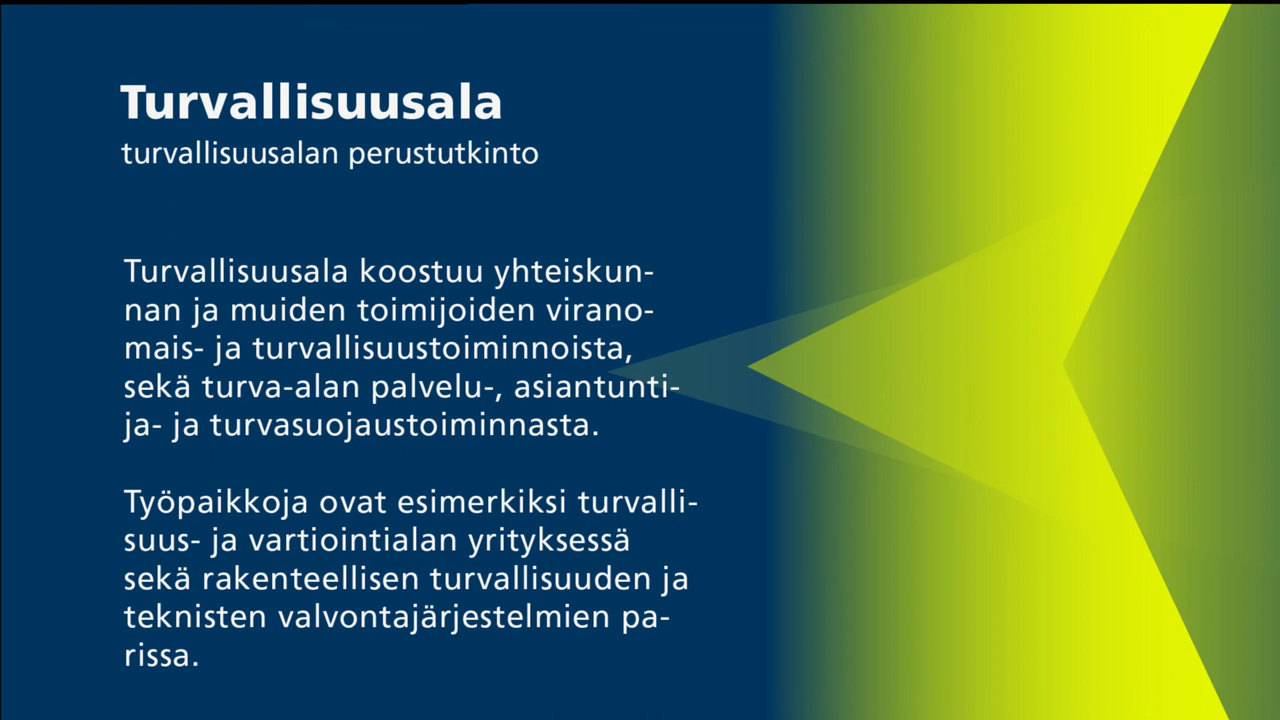 Turvallisuusala
turvallisuusalan perustutkinto
Turvallisuusala koostuu yhteiskun-
nan ja muiden toimijoiden virano-
mais- ja turvallisuustoiminnoista,
sekä turva-alan palvelu-, asiantunti-
ja- ja turvasuojaustoiminnasta.
Työpaikkoja ovat esimerkiksi turvalli-
suus- ja vartiointialan yrityksessä
sekä rakenteellisen turvallisuuden ja
teknisten valvontajärjestelmien pa-
rissa.